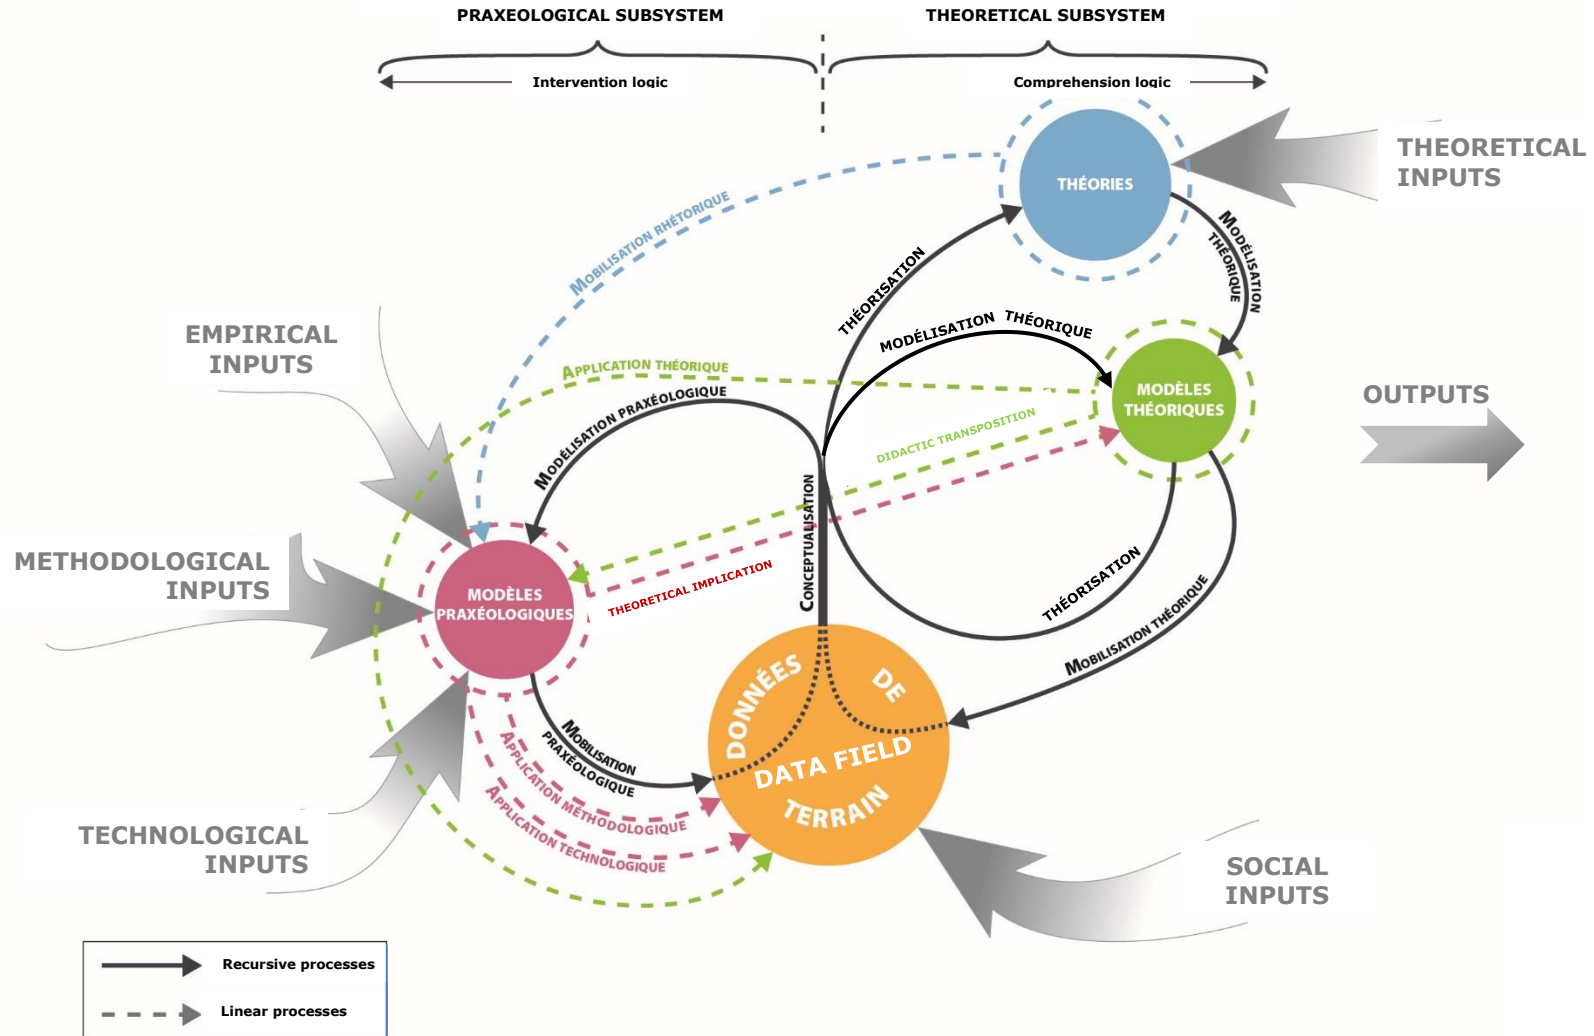 PRAXEOLOGICAL SUBSYSTEM
THEORETICAL SUBSYSTEM
Intervention logic
Comprehension logic
THÉORIES
THEORETICAL
INPUTS
MOBILISATION RHÉTORIQUE
MODÉLISATION
THÉORIQUE
THÉORISATION
EMPIRICAL
INPUTS
MODÉLISATION THÉORIQUE
APPLICATION THÉORIQUE
MODÉLISATION PRAXÉOLOGIQUE
MODÈLES
THÉORIQUES
OUTPUTS
DIDACTIC TRANSPOSITION
CONCEPTUALISATION
METHODOLOGICAL
INPUTS
MODÈLES
PRAXÉOLOGIQUES
THEORETICAL IMPLICATION
THÉORISATION
MOBILISATION THÉORIQUE
DONNÉES
DE
DATA FIELD
TERRAIN
MOBILISATION
PRAXÉOLOGIQUE
APPLICATION MÉTHODOLOGIQUE
APPLICATION TECHNOLOGIQUE
TECHNOLOGICAL
INPUTS
SOCIAL
INPUTS
Recursive processes
Linear processes